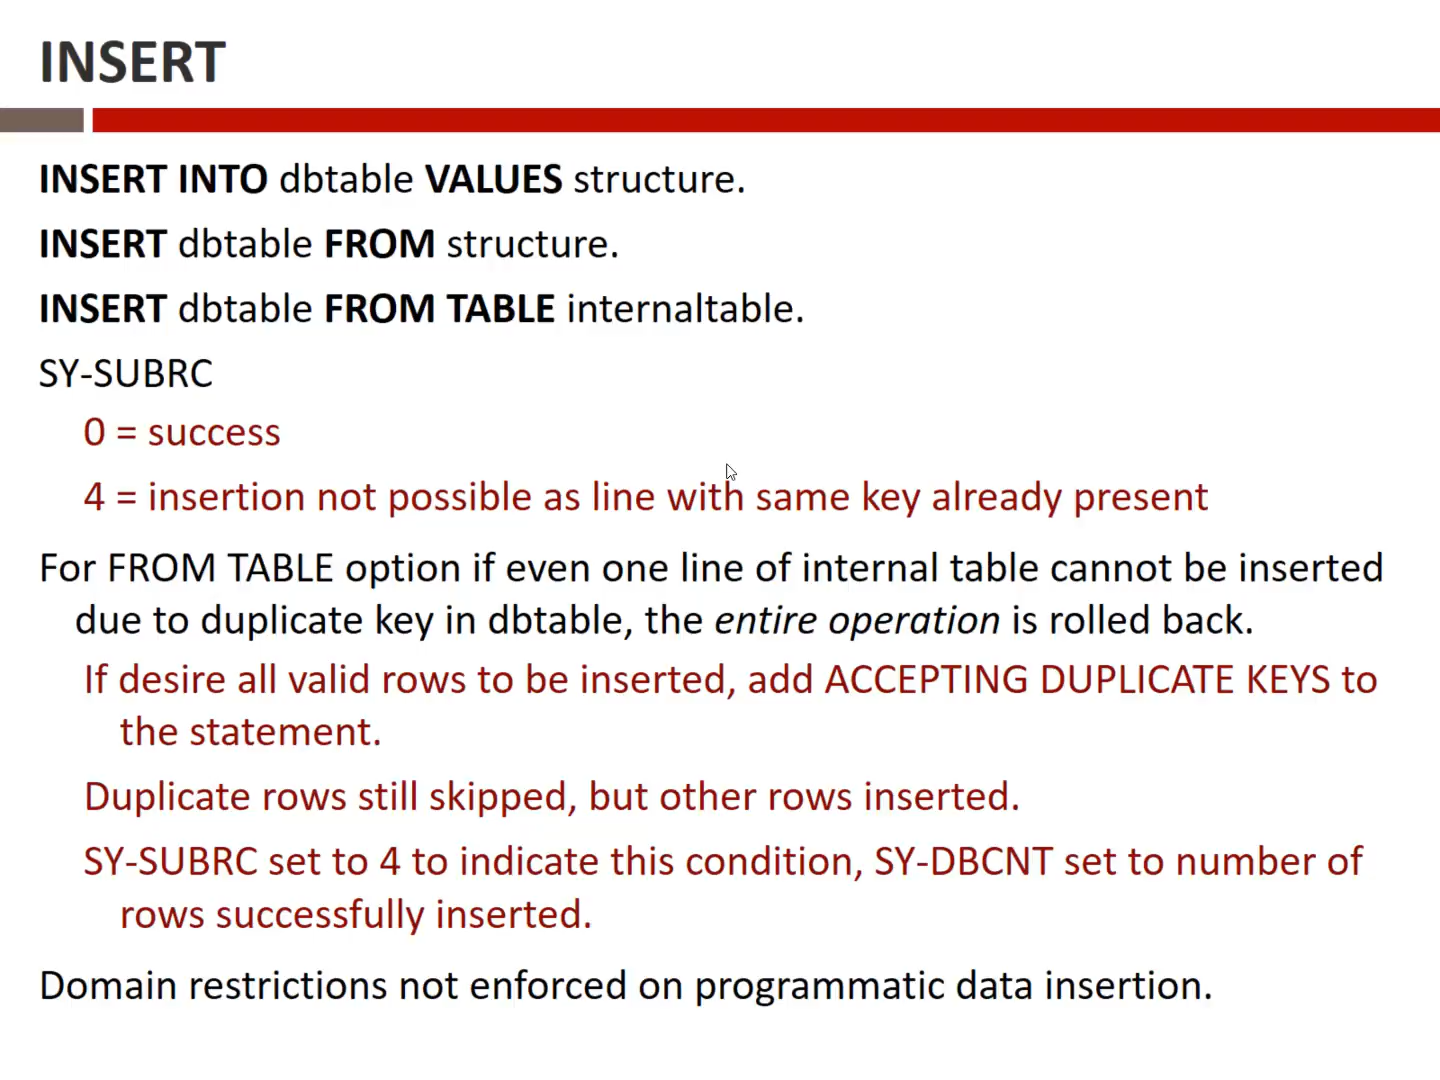 INSERT
INSERT INTO dbtable VALUES structure.
INSERT dbtable FROM structure.
INSERT dbtable FROM TABLE internaltable.
SY-SUBRC
0 = success
4 = insertion not possible as line with same key already present
For FROM TABLE option if even one line of internal table cannot be inserted
due to duplicate key in dbtable, the entire operation is rolled back.
If desire all valid rows to be inserted, add ACCEPTING DUPLICATE KEYS to
the statement.
Duplicate rows still skipped, but other rows inserted.
SY-SUBRC set to 4 to indicate this condition, SY-DBCNT set to number of
rows successfully inserted.
Domain restrictions not enforced on programmatic data insertion.